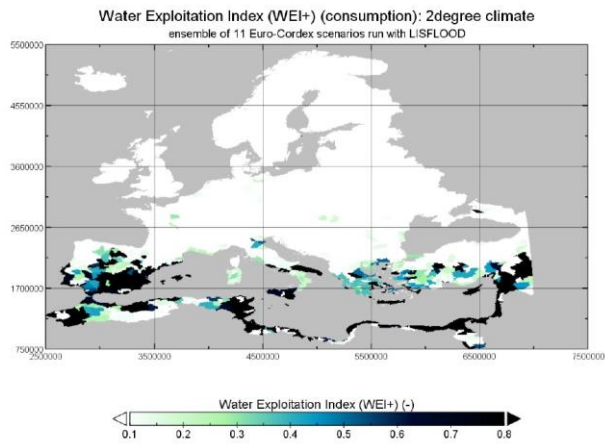 Water Exploitation Index (WEI+) (consumption): 2degree climate
ensemble of 11 Euro-Cordex scenarios run with LISFLOOD
5500000
4550000
3600000
2650000
1700000
750000
2500000 3500000 4500000 5500000 6500000 7500000
Water Exploitation Index (WEI+) (-)
0.1 0.2 0.3 0.4 0.5 0.6 0.7 0.8